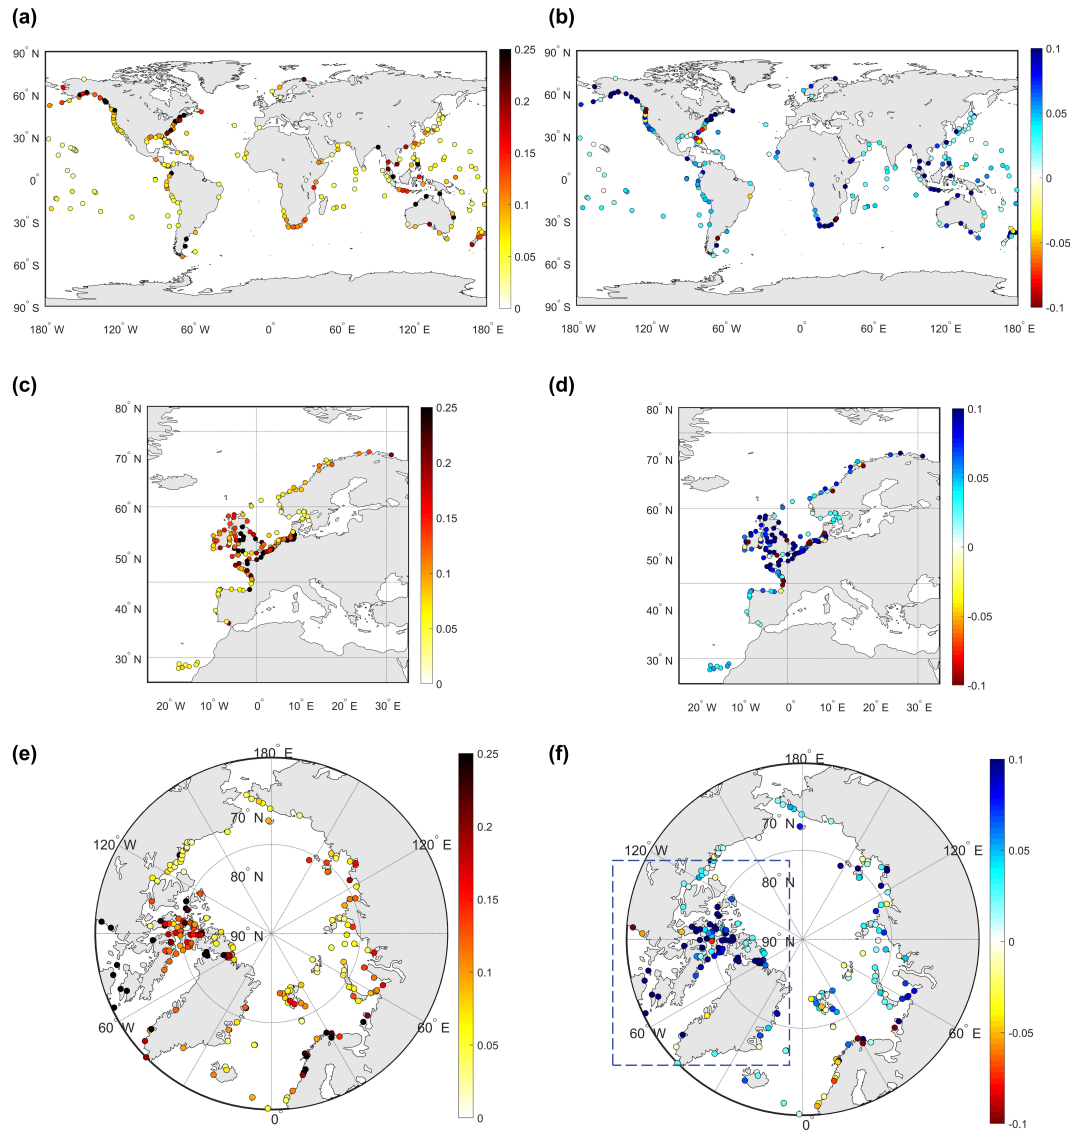 (a)
(b)
90° N
60° N
30° N
0°
30° S
60° S
90° S
180° W
120° W
60° W
0°
60° E
120° E
180° E
0.25
0.2
0.15
0.1
0.05
0
90° N
60° N
30° N
0°
30° S
60° S
90° S
180° W
120° W
60° W
0°
60° E
120° E
180° E
0.1
0.05
0
-0.05
-0.1
(c)
(d)
80° N
70° N
60° N
50° N
40° N
30° N
20° W
10° W
0°
10° E
20° E
30° E
0.25
0.2
0.15
0.1
0.05
0
80° N
70° N
60° N
50° N
40° N
30° N
20° W
10° W
0°
10° E
20° E
30° E
0.1
0.05
0
-0.05
-0.1
(e)
(f)
180° E
120° W
120° E
70° N
80° N
90° N
60° W
60° E
0°
0.25
0.2
0.15
0.1
0.05
0
180° E
120° W
120° E
70° N
80° N
90° N
60° W
60° E
0°
0.1
0.05
0
-0.05
-0.1